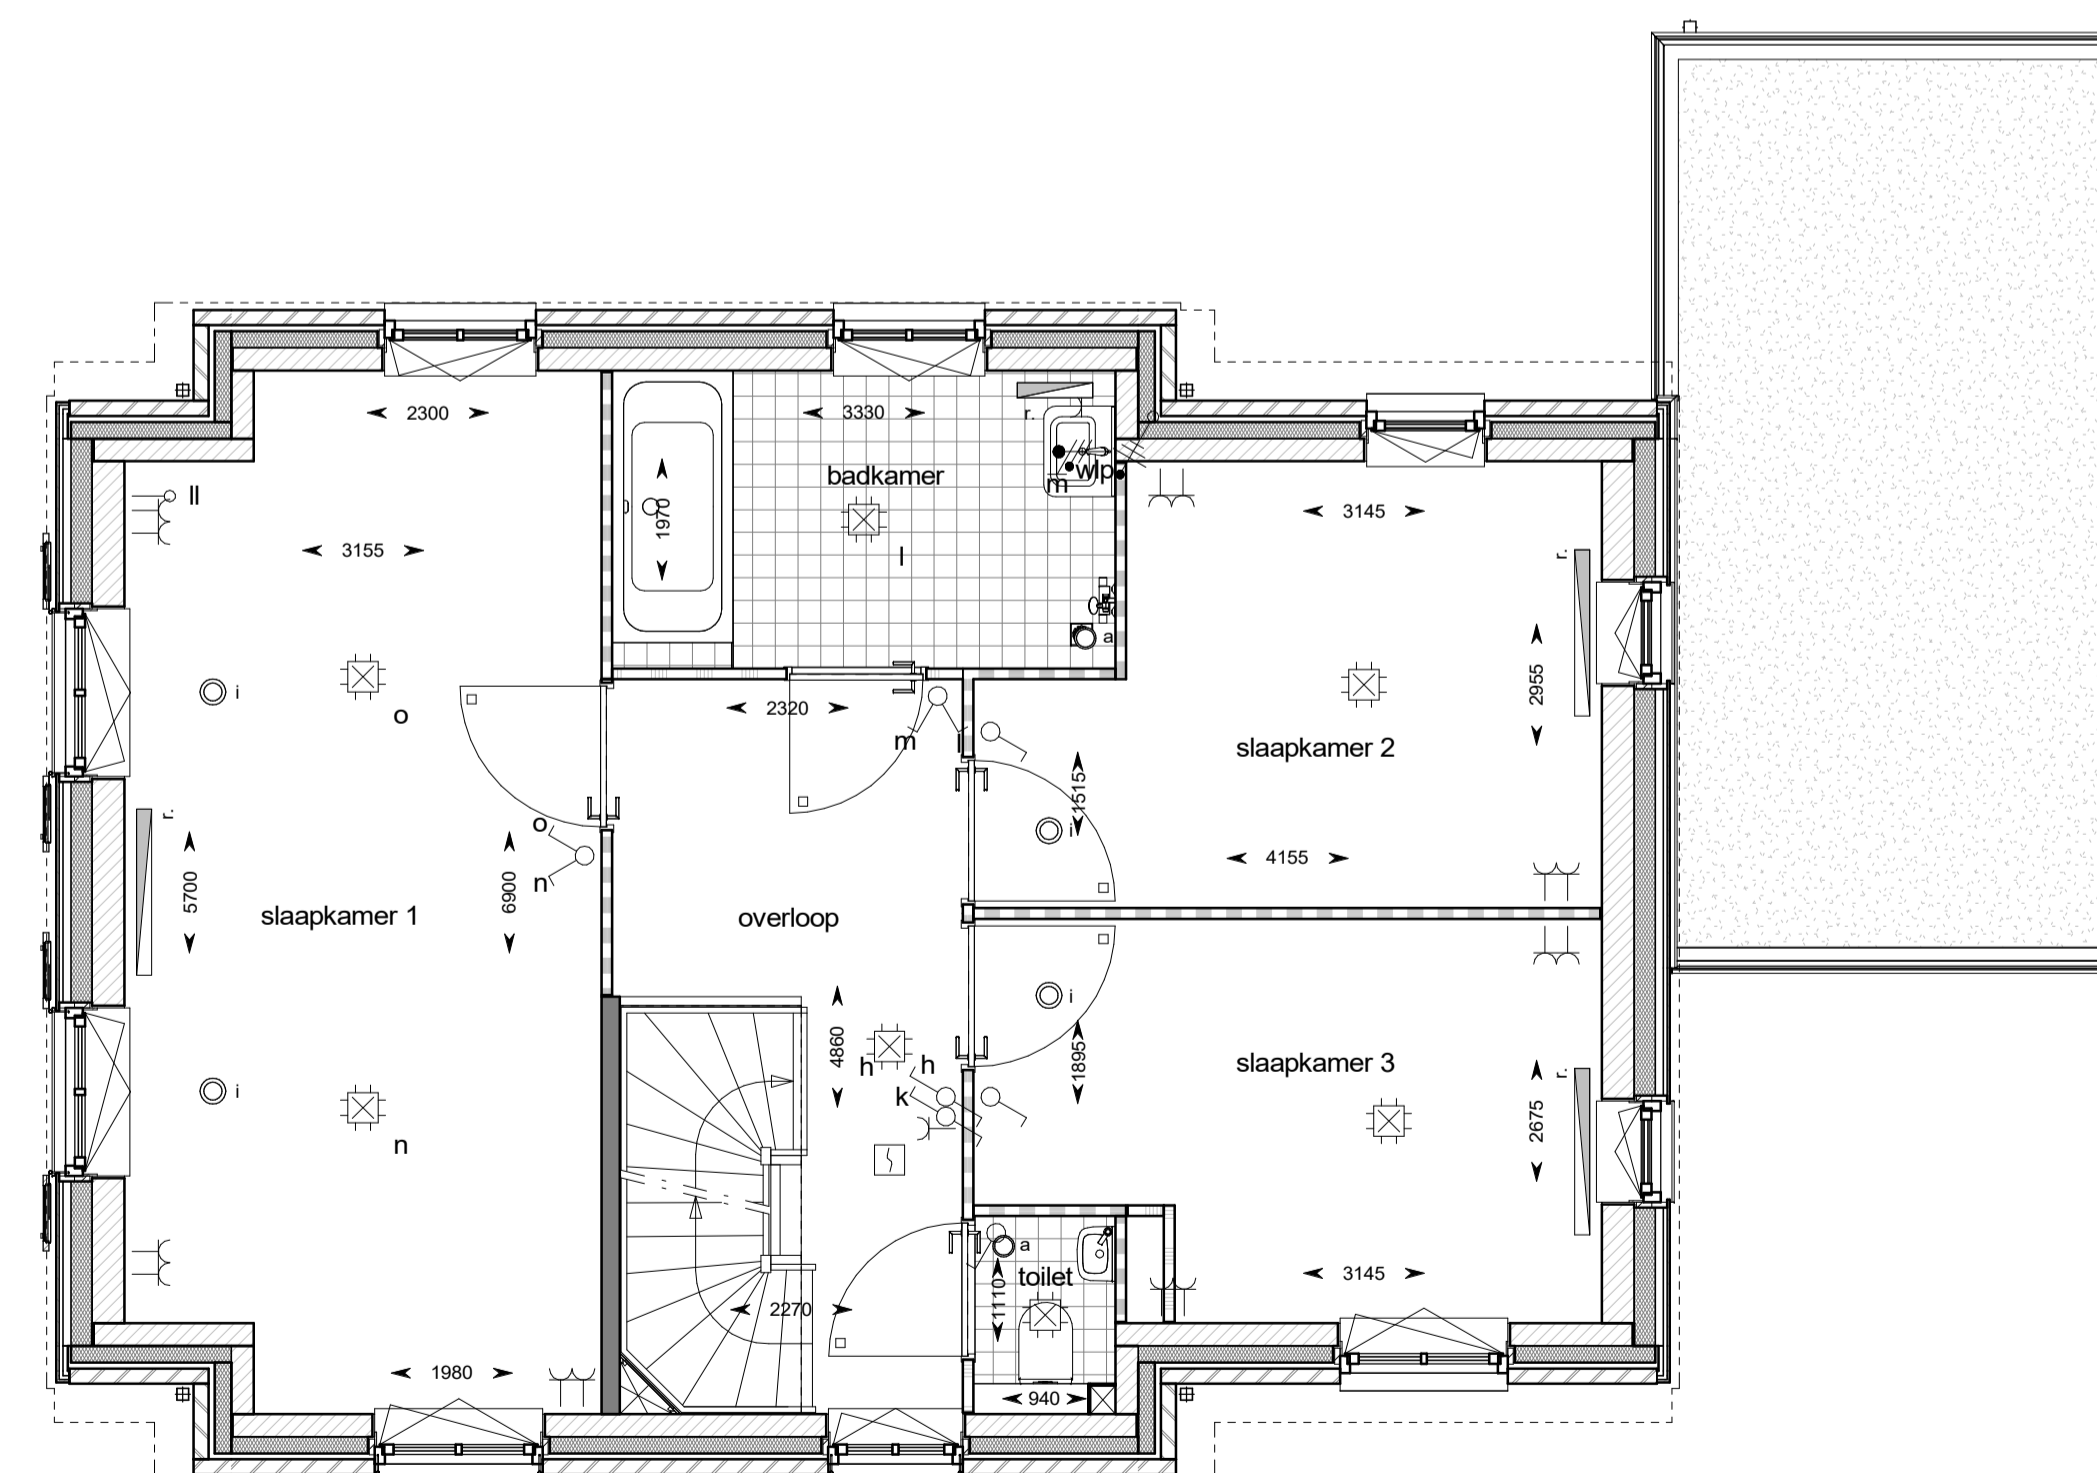 2300
3330
r.
badkamer
wlp
m
ll
1970
3145
3155
l
r.
i
o
a
2955
2320
m
l
slaapkamer 2
1515
i
r.
o
n
5700
6900
4155
slaapkamer 1
overloop
i
4860
h
h
k
1895
slaapkamer 3
r.
2675
i
n
a
toilet
1110
3145
2270
1980
940